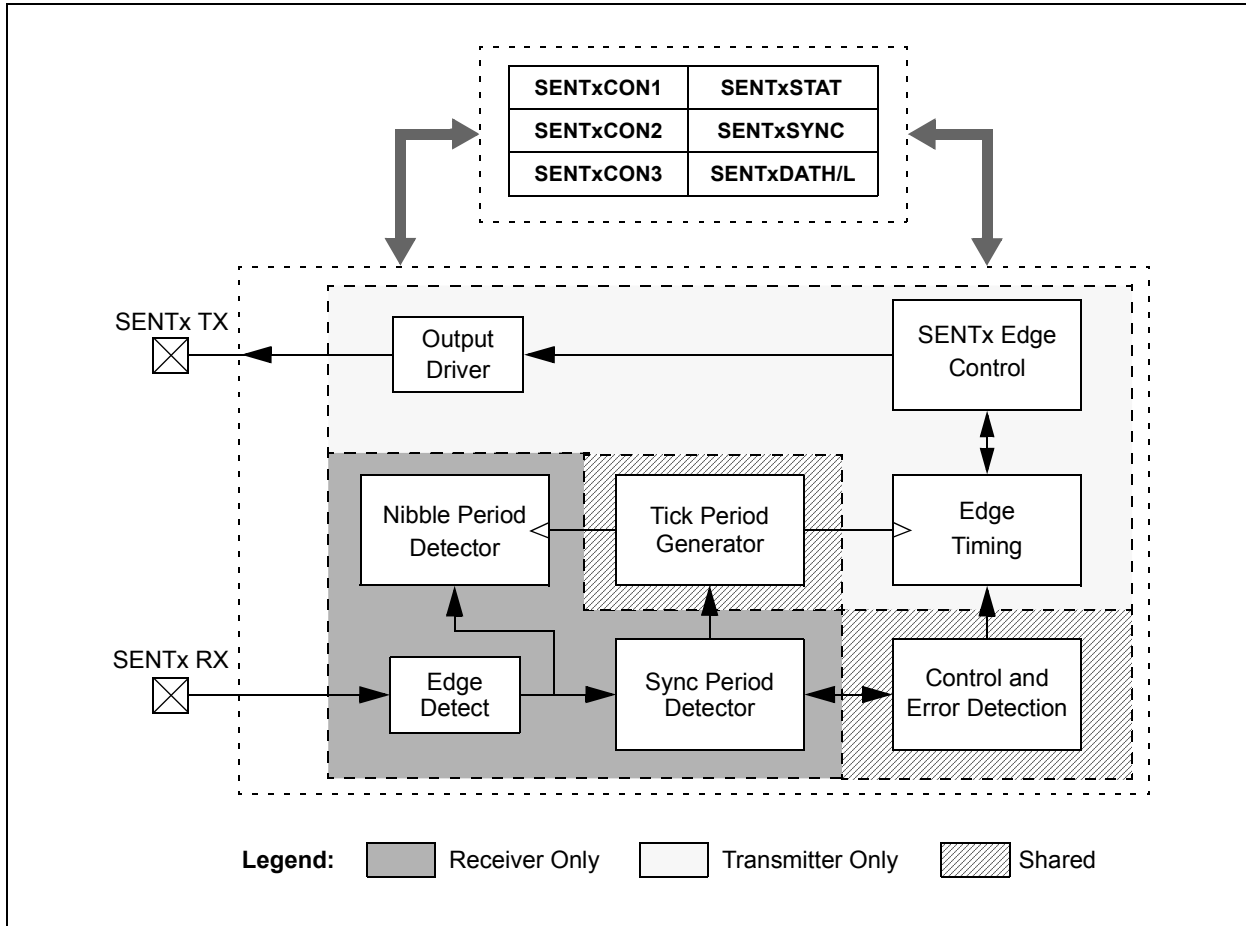 SENTxCON1 SENTxSTAT
SENTxCON2 SENTxSYNC
SENTxCON3 SENTxDATH/L
SENTx TX
Output
Driver
SENTx Edge
Control
Nibble Period
Detector
Tick Period
Generator
Edge
Timing
SENTx RX
Edge
Detect
Sync Period
Detector
Control and
Error Detection
Legend: Receiver Only Transmitter Only Shared